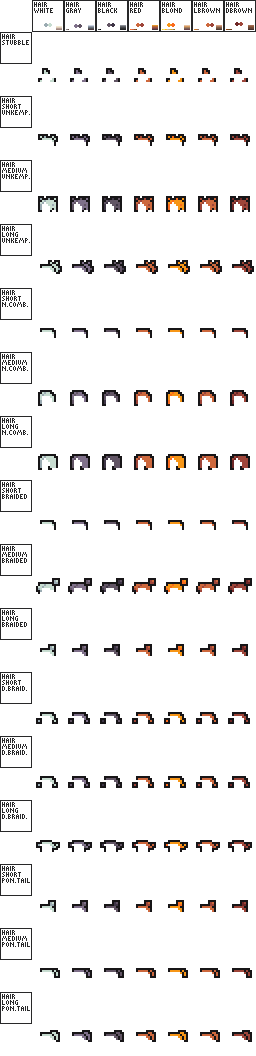 HAIR
WHITE
HAIR
GRAY
HAIR
BLACK
HAIR
RED
HAIR
BLOND
HAIR
LBROWN
HAIR
DBROWN
HAIR
STUBBLE
HAIR
SHORT
UNKEMP.
HAIR
MEDIUM
UNKEMP.
HAIR
LONG
UNKEMP.
HAIR
SHORT
N.COMB.
HAIR
MEDIUM
N.COMB.
HAIR
LONG
N.COMB.
HAIR
SHORT
BRAIDED
HAIR
MEDIUM
BRAIDED
HAIR
LONG
BRAIDED
HAIR
SHORT
D.BRAID.
HAIR
MEDIUM
D.BRAID.
HAIR
LONG
D.BRAID.
HAIR
SHORT
PON.TAIL
HAIR
MEDIUM
PON.TAIL
HAIR
LONG
PON.TAIL